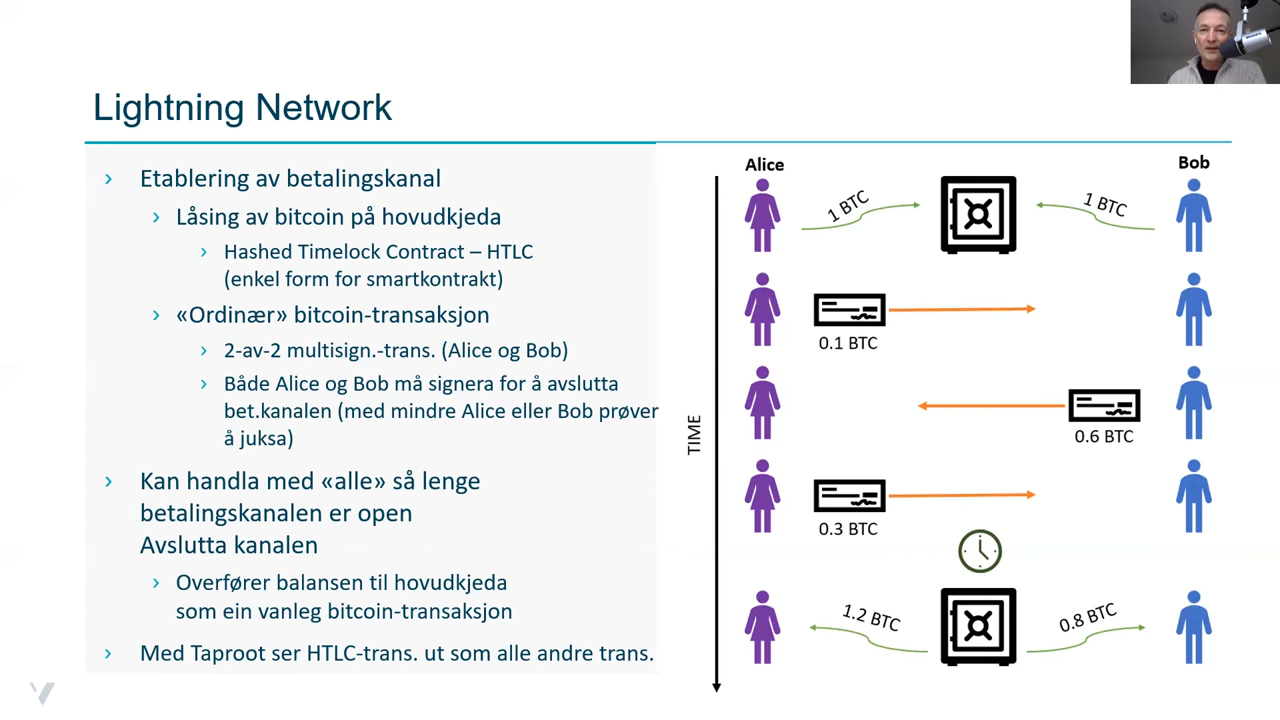 Lightning Network
› Etablering av betalingskanal
› Låsing av bitcoin på hovudkjeda
› Hashed Timelock Contract – HTLC
(enkel form for smartkontrakt)
› «Ordinær» bitcoin-transaksjon
› 2-av-2 multisign.-trans. (Alice og Bob)
› Både Alice og Bob må signera for å avslutta
bet.kanalen (med mindre Alice eller Bob prøver
å juksa)
› Kan handla med «alle» så lenge
betalingskanalen er open
Avslutta kanalen
› Overfører balansen til hovudkjeda
som ein vanleg bitcoin-transaksjon
› Med Taproot ser HTLC-trans. ut som alle andre trans.
Alice
Bob
1 BTC
1 BTC
0.1 BTC
0.6 BTC
TIME
0.3 BTC
1.2 BTC
0.8 BTC